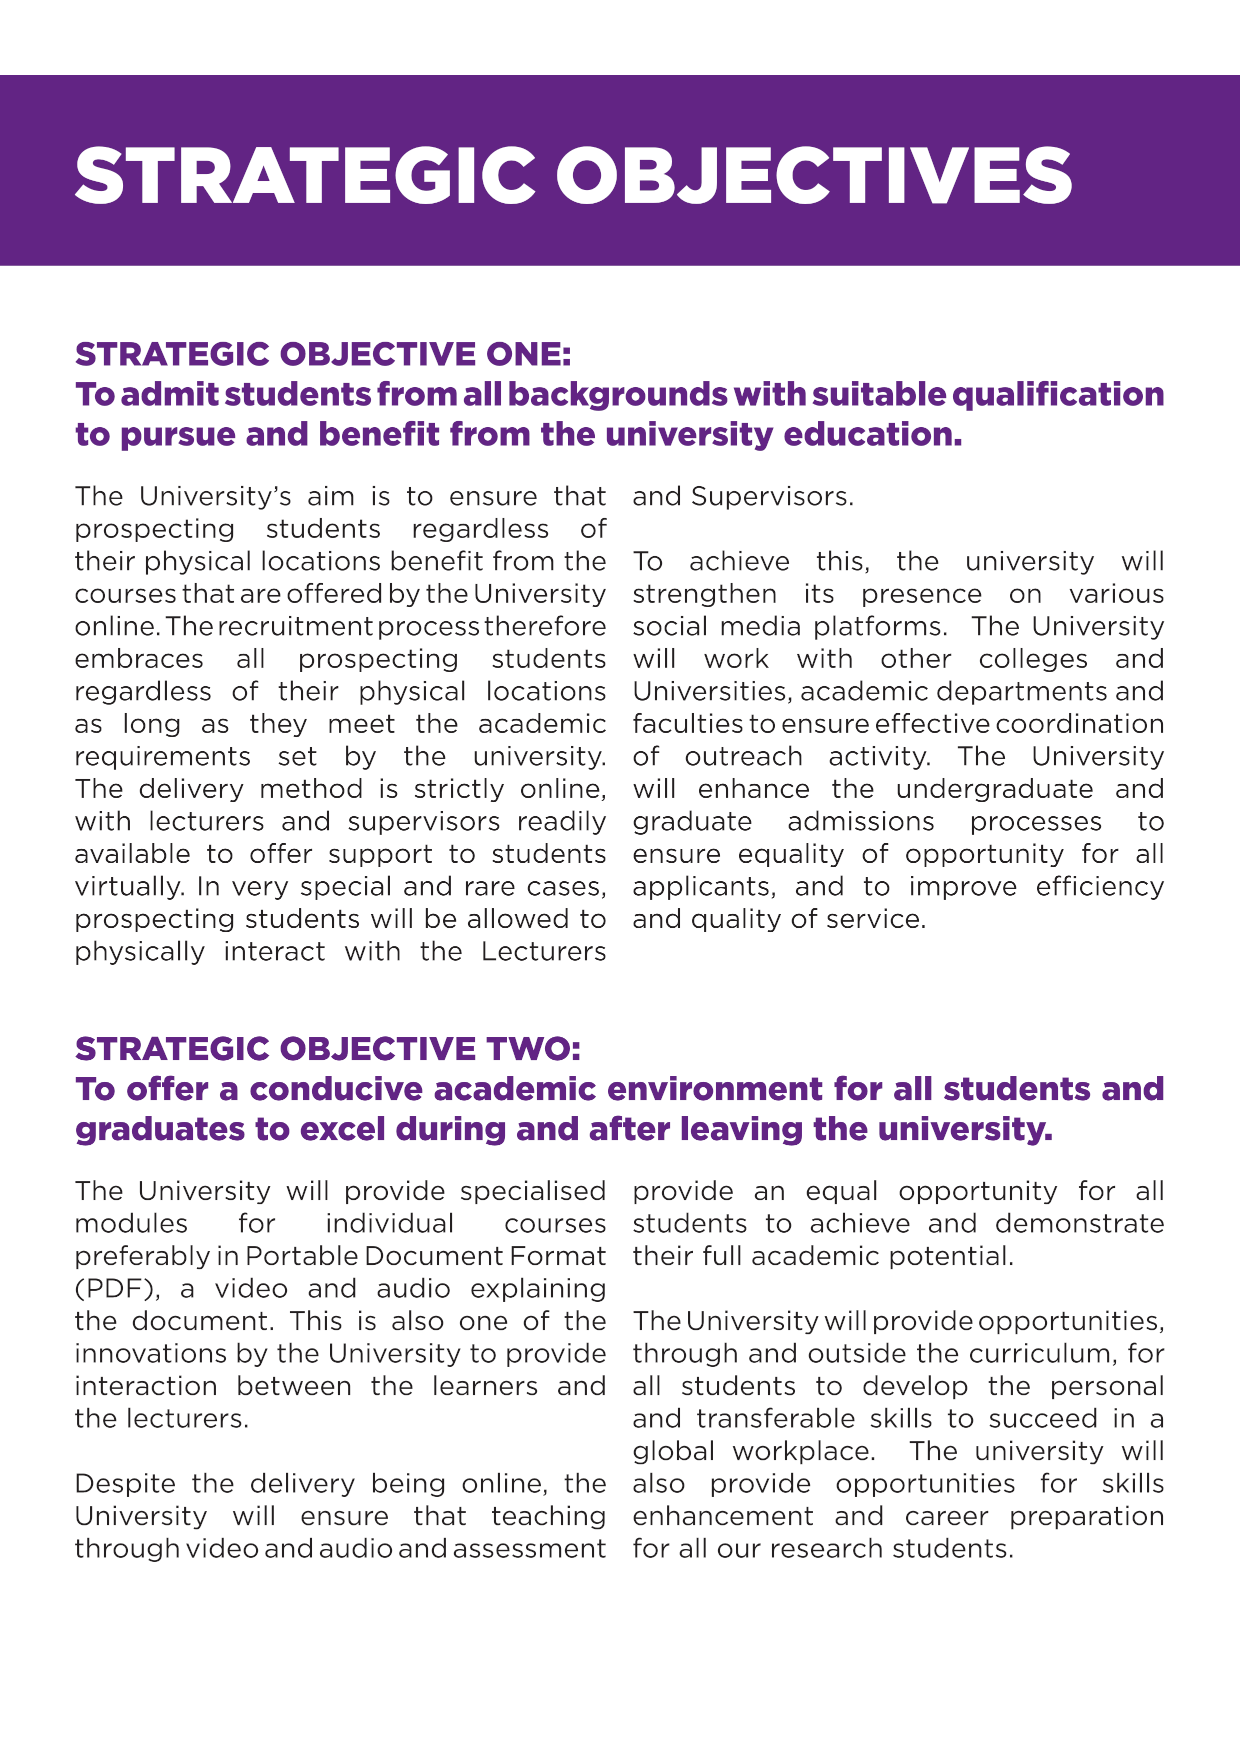 STRATEGIC OBJECTIVES
STRATEGIC OBJECTIVE ONE:
To admit students from all backgrounds with suitable qualification
to pursue and benefit from the university education.
The University’s aim is to ensure that
prospecting students regardless of
their physical locations benefit from the
courses that are offered by the University
online. The recruitment process therefore
embraces all prospecting students
regardless of their physical locations
as long as they meet the academic
requirements set by the university.
The delivery method is strictly online,
with lecturers and supervisors readily
available to offer support to students
virtually. In very special and rare cases,
prospecting students will be allowed to
physically interact with the Lecturers
and Supervisors.
To achieve this, the university will
strengthen its presence on various
social media platforms. The University
will work with other colleges and
Universities, academic departments and
faculties to ensure effective coordination
of outreach activity. The University
will enhance the undergraduate and
graduate admissions processes to
ensure equality of opportunity for all
applicants, and to improve efficiency
and quality of service.
STRATEGIC OBJECTIVE TWO:
To offer a conducive academic environment for all students and
graduates to excel during and after leaving the university.
The University will provide specialised
modules for individual courses
preferably in Portable Document Format
(PDF), a video and audio explaining
the document. This is also one of the
innovations by the University to provide
interaction between the learners and
the lecturers.
Despite the delivery being online, the
University will ensure that teaching
through video and audio and assessment
provide an equal opportunity for all
students to achieve and demonstrate
their full academic potential.
The University will provide opportunities,
through and outside the curriculum, for
all students to develop the personal
and transferable skills to succeed in a
global workplace. The university will
also provide opportunities for skills
enhancement and career preparation
for all our research students.